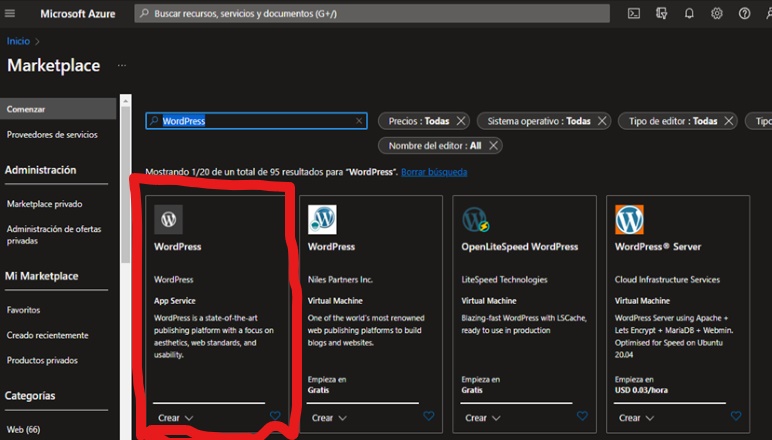 Microsoft Azure
Buscar recursos, servicios y documentos (G+/)
Inicio >
Marketplace ...
Comenzar
Proveedores de servicios
Administración
Marketplace privado
Administración de ofertas
privadas
Mi Marketplace
Favoritos
Creado recientemente
Productos privados
Categorías
Web (66)
WordPress
Precios : Todas
Sistema operativo : Todas
Tipo de editor : Todas
Tipo
Nombre del editor : All
Mostrando 1/20 de un total de 95 resultados para "WordPress". Borrar búsqueda
WordPress
WordPress
App Service
WordPress is a state-of-the-art
publishing platform with a focus on
aesthetics, web standards, and
usability.
Crear
WordPress
Niles Partners Inc.
Virtual Machine
One of the world's most renowned
web publishing platforms to build
blogs and websites.
Empieza en
Gratis
Crear
OpenLiteSpeed WordPress
LiteSpeed Technologies
Virtual Machine
Blazing-fast WordPress with LSCache,
ready to use in production
Empieza en
Gratis
Crear
WordPress® Server
Cloud Infrastructure Services
Virtual Machine
WordPress Server using Apache +
Lets Encrypt + MariaDB + Webmin.
Optimised for Speed on Ubuntu
20.04
Empieza en
USD 0.03/hora
Crear